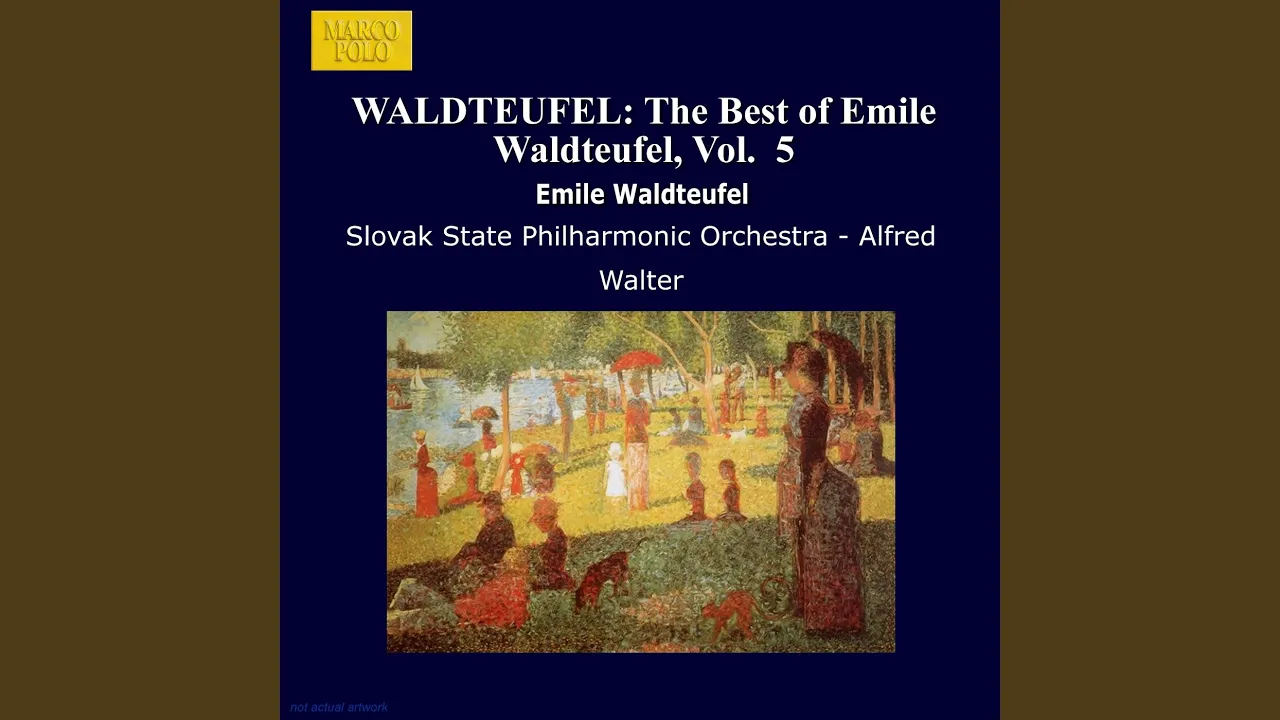 MARCO
POLO
WALDTEUFEL: The Best of Emile
Waldteufel, Vol. 5
Emile Waldteufel
Slovak State Philharmonic Orchestra - Alfred
Walter
not actual artwork